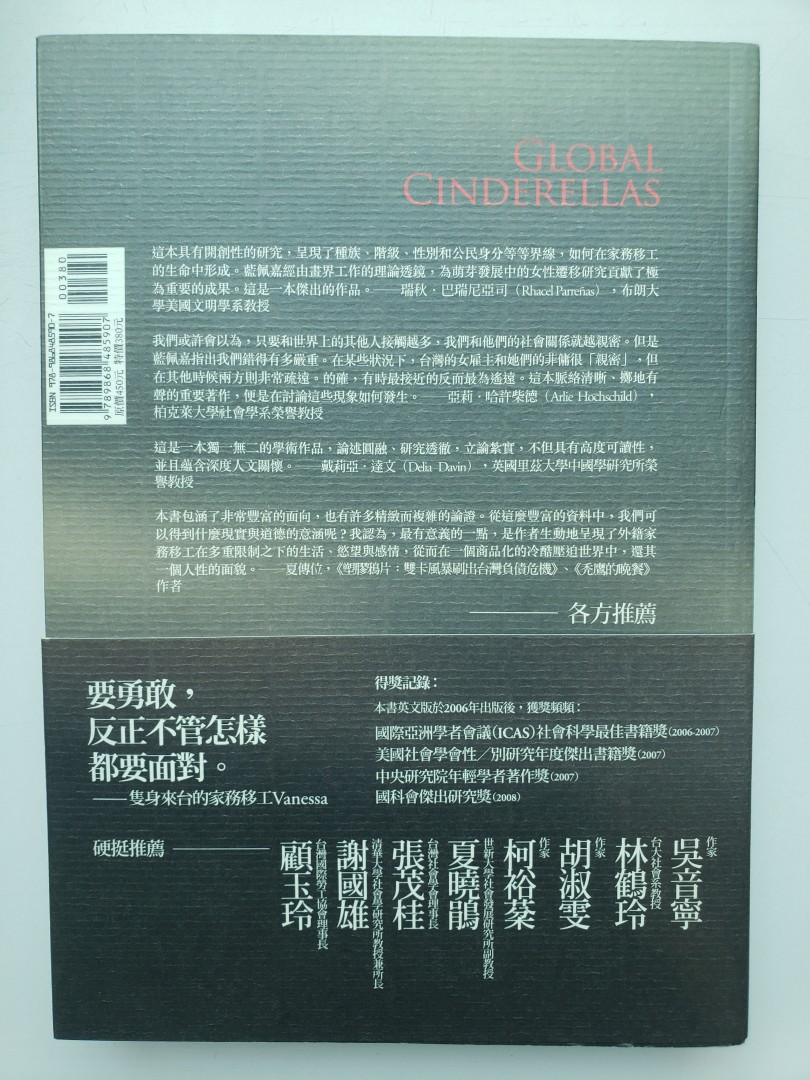 GLOBAL
CINDERELLAS
這本具有開創性的研究，呈現了種族、階級、性別和公民身分等等界線，如何在家務移工
的生命中形成。藍佩嘉經由畫界工作的理論透鏡，為萌芽發展中的女性遷移研究貢獻了極
為重要的成果。這是一本傑出的作品。——瑞秋．巴瑞尼亞司（Rhacel Parreñas），布朗大
學美國文明學系教授
我們或許會以為，只要和世界上的其他人接觸越多，我們和他們的社會關係就越親密。但是
藍佩嘉指出我們錯得有多嚴重。在某些狀況下，台灣的女雇主和她們的菲傭很「親密」，但
在其他時候兩方則非常疏遠。的確，有時最接近的反而最為遙遠。這本脈絡清晰、擲地有
聲的重要著作，便是在討論這些現象如何發生。——亞莉．哈許柴德（Arlie Hochschild），
柏克萊大學社會學系榮譽教授
這是一本獨一無二的學術作品，論述圓融、研究透徹，立論紮實，不但具有高度可讀性，
並且蘊含深度人文關懷。——戴莉亞．達文（Delia Davin），英國里茲大學中國學研究所榮
譽教授
本書包涵了非常豐富的面向，也有許多精緻而複雜的論證。從這麼豐富的資料中，我們可
以得到什麼現實與道德的意涵呢？我認為，最有意義的一點，是作者生動地呈現了外籍家
務移工在多重限制之下的生活、慾望與感情，從而在一個商品化的冷酷壓迫世界中，還其
一個人性的面貌。——夏傳位，《塑膠鴉片：雙卡風暴刷出台灣負債危機》、《禿鷹的晚餐》
作者
——各方推薦
ISBN 978-986-84859-0-7
00380
9 789868 485907
原價450元 特價380元
要勇敢，
反正不管怎樣
都要面對。
——隻身來台的家務移工Vanessa
得獎記錄：
本書英文版於2006年出版後，獲獎頻頻：
國際亞洲學者會議（ICAS）社會科學最佳書籍獎(2006-2007)
美國社會學會性／別研究年度傑出書籍獎(2007)
中央研究院年輕學者著作獎(2007)
國科會傑出研究獎(2008)
硬挺推薦——
作家 吳音寧
台大社會系教授 林鶴玲
作家 胡淑雯
作家 柯裕棻
世新大學社會發展研究所副教授 夏曉鵑
台灣社會學會理事長 張茂桂
清華大學社會學研究所教授兼所長 謝國雄
台灣國際勞工協會理事長 顧玉玲